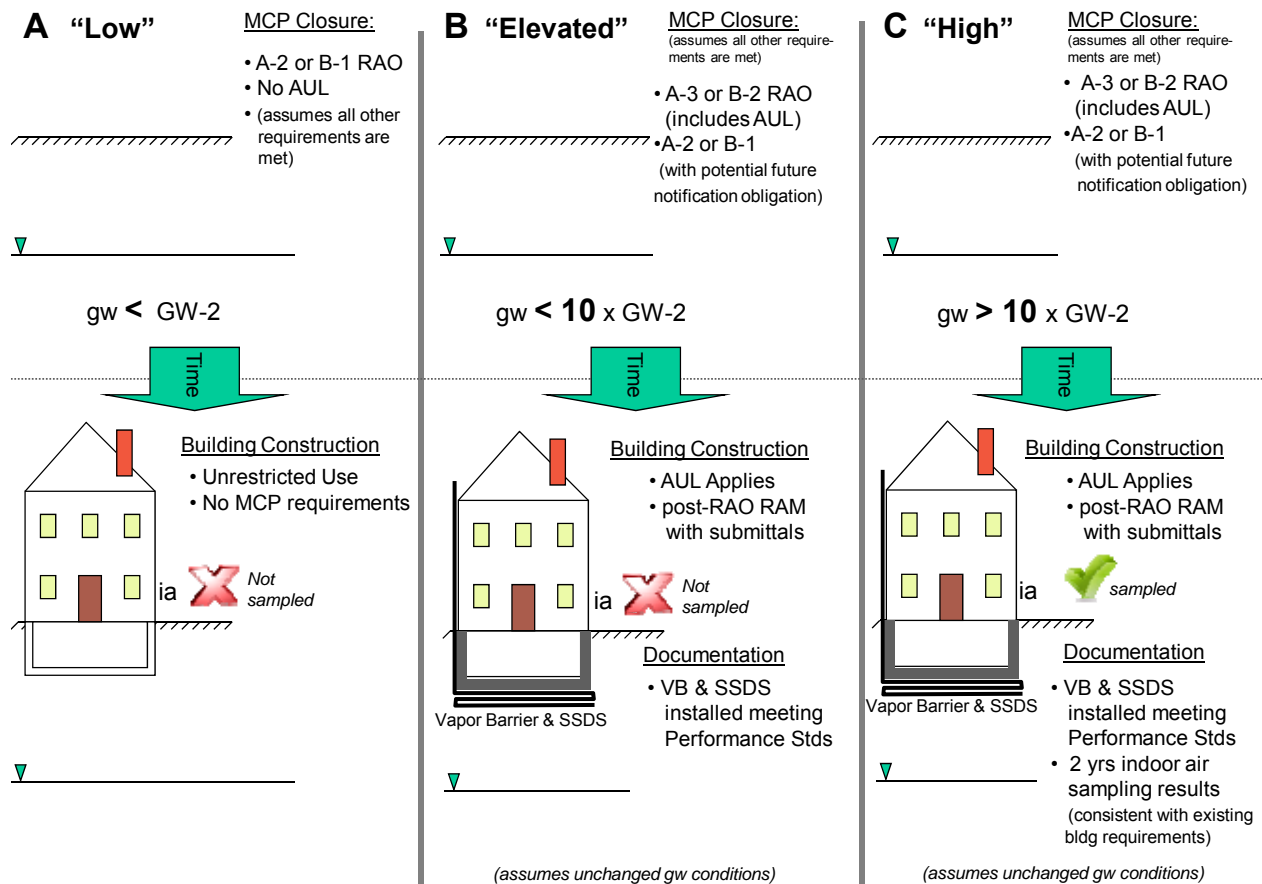 A "Low"
MCP Closure:
• A-2 or B-1 RAO
• No AUL
• (assumes all other
requirements are
met)
gw < GW-2
Time
Building Construction
• Unrestricted Use
• No MCP requirements
ia
Not
sampled
B "Elevated"
MCP Closure:
(assumes all other require-
ments are met)
• A-3 or B-2 RAO
(includes AUL)
•A-2 or B-1
(with potential future
notification obligation)
gw < 10 x GW-2
Time
Building Construction
• AUL Applies
• post-RAO RAM
with submittals
ia
Not
sampled
Documentation
• VB & SSDS
installed meeting
Performance Stds
Vapor Barrier & SSDS
(assumes unchanged gw conditions)
C "High"
MCP Closure:
(assumes all other require-
ments are met)
• A-3 or B-2 RAO
(includes AUL)
•A-2 or B-1
(with potential future
notification obligation)
gw > 10 x GW-2
Time
Building Construction
• AUL Applies
• post-RAO RAM
with submittals
ia
sampled
Documentation
• VB & SSDS
installed meeting
Performance Stds
• 2 yrs indoor air
sampling results
(consistent with existing
bldg requirements)
Vapor Barrier & SSDS
(assumes unchanged gw conditions)